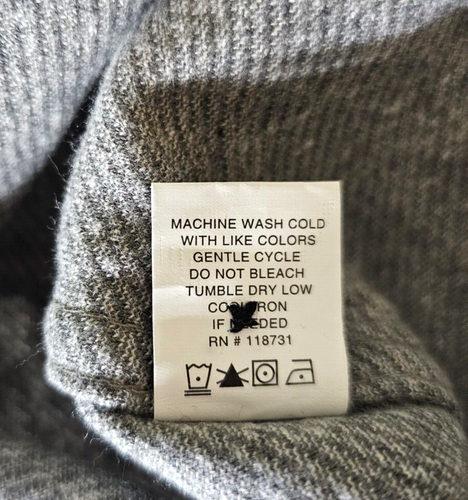 MACHINE WASH COLD
WITH LIKE COLORS
GENTLE CYCLE
DO NOT BLEACH
TUMBLE DRY LOW
COOL IRON
IF NEEDED
RN # 118731